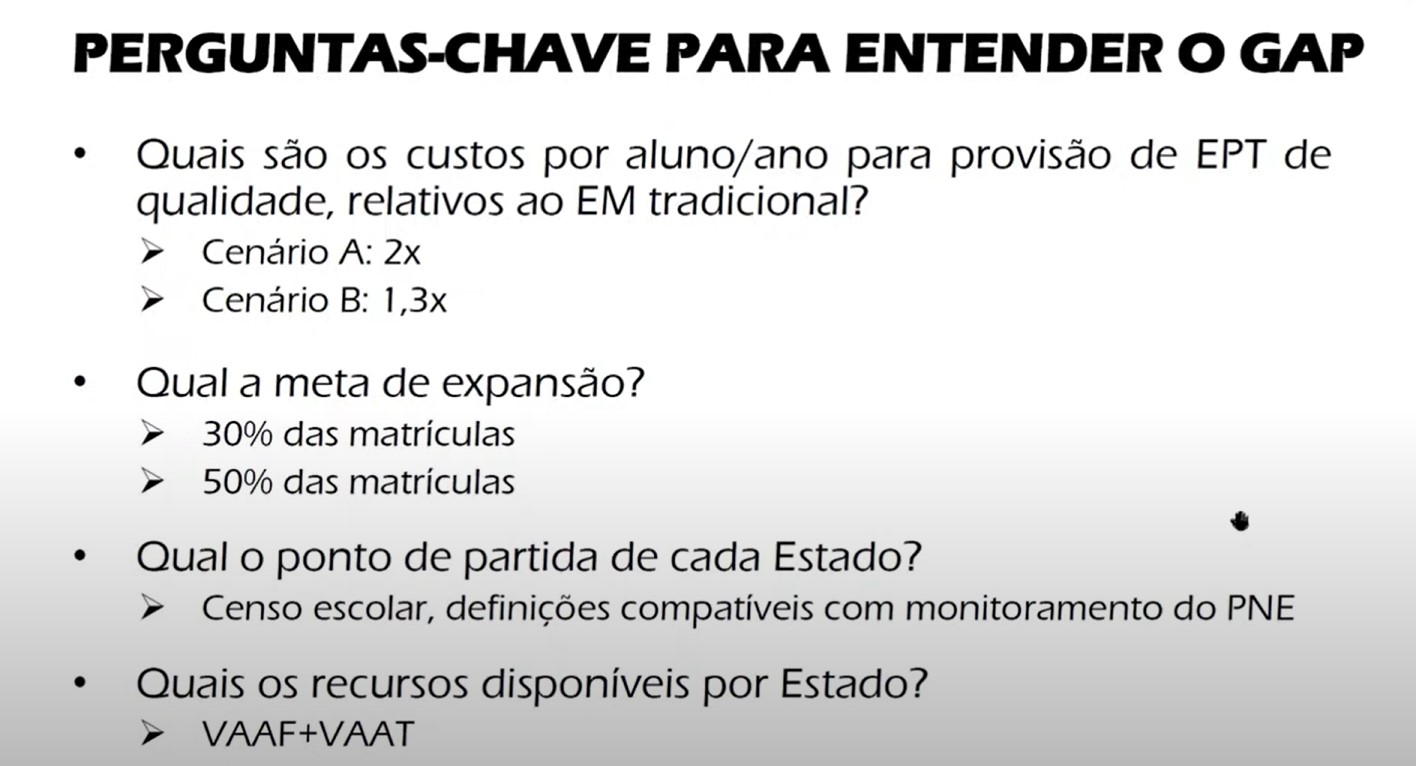 PERGUNTAS-CHAVE PARA ENTENDER O GAP
• Quais são os custos por aluno/ano para provisão de EPT de
qualidade, relativos ao EM tradicional?
➢ Cenário A: 2x
➢ Cenário B: 1,3x
• Qual a meta de expansão?
➢ 30% das matrículas
➢ 50% das matrículas
• Qual o ponto de partida de cada Estado?
➢ Censo escolar, definições compatíveis com monitoramento do PNE
• Quais os recursos disponíveis por Estado?
➢ VAAF+VAAT